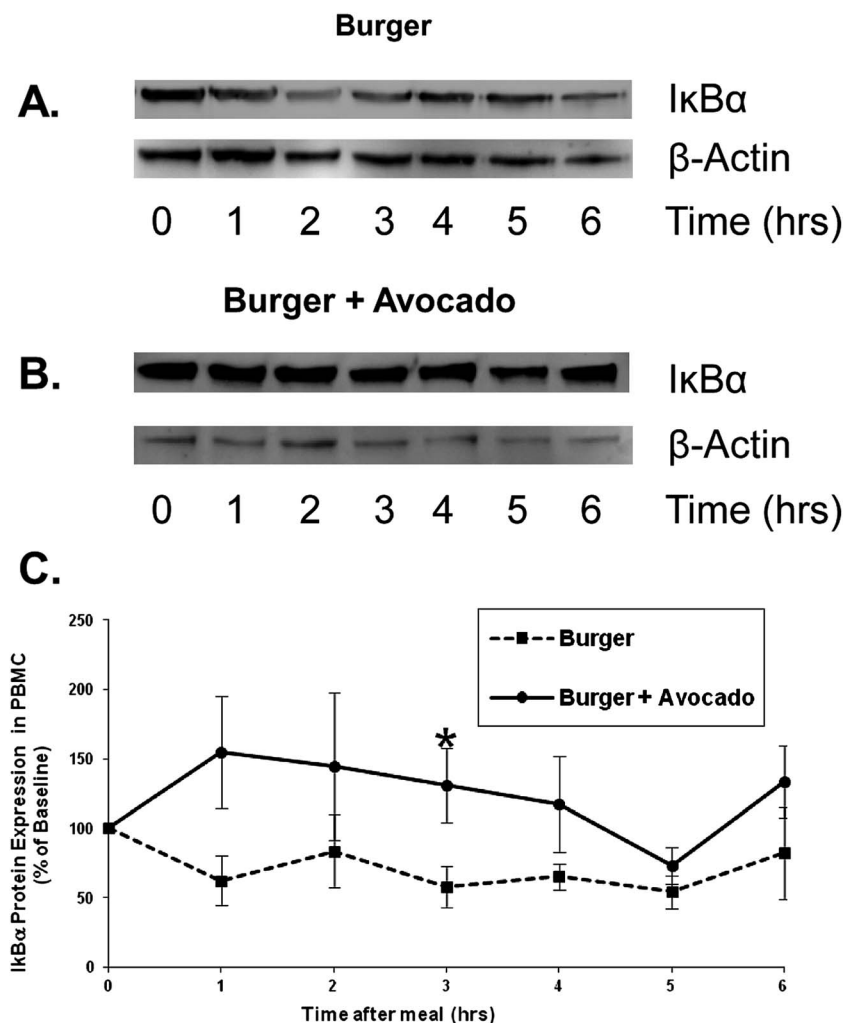 Burger
A.
IκBα
β-Actin
0 1 2 3 4 5 6 Time (hrs)
Burger + Avocado
B.
IκBα
β-Actin
0 1 2 3 4 5 6 Time (hrs)
C.
IkBα Protein Expression in PBMC
(% of Baseline)
250
200
150
100
50
0
Burger
Burger + Avocado
*
0 1 2 3 4 5 6
Time after meal (hrs)